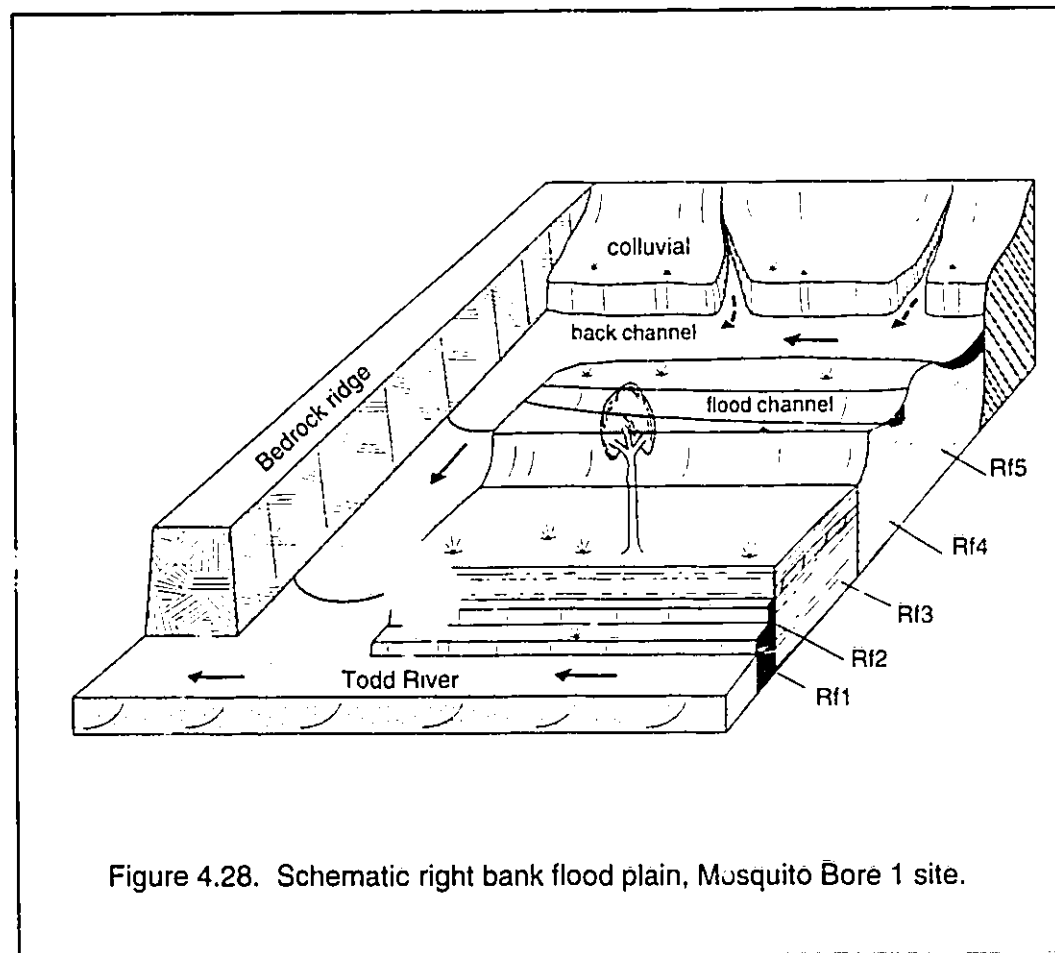 colluvial
back channel
Bedrock ridge
flood channel
Rf5
Rf4
Rf3
Rf2
Rf1
Todd River
Figure 4.28. Schematic right bank flood plain, Mosquito Bore 1 site.